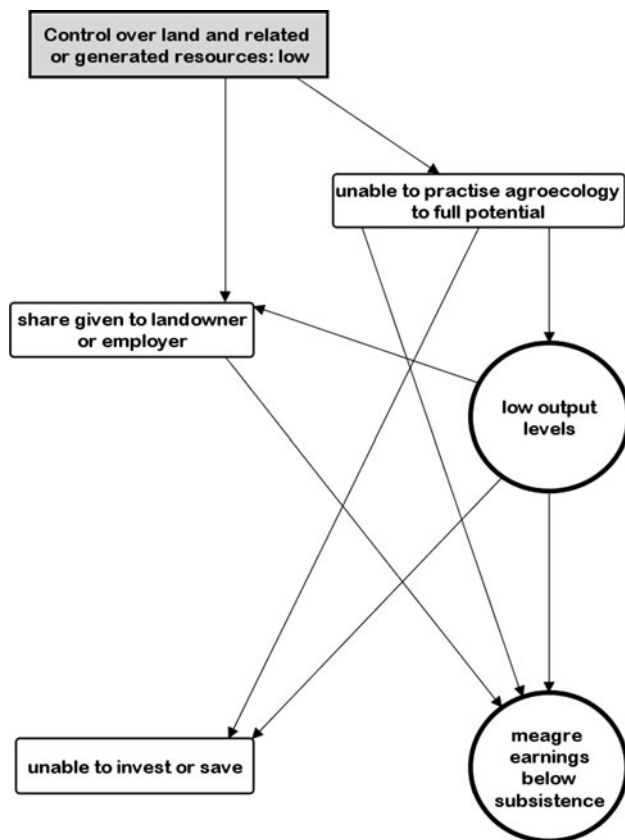 Control over land and related
or generated resources: low
unable to practise agroecology
to full potential
share given to landowner
or employer
low output
levels
unable to invest or save
meagre
earnings
below
subsistence